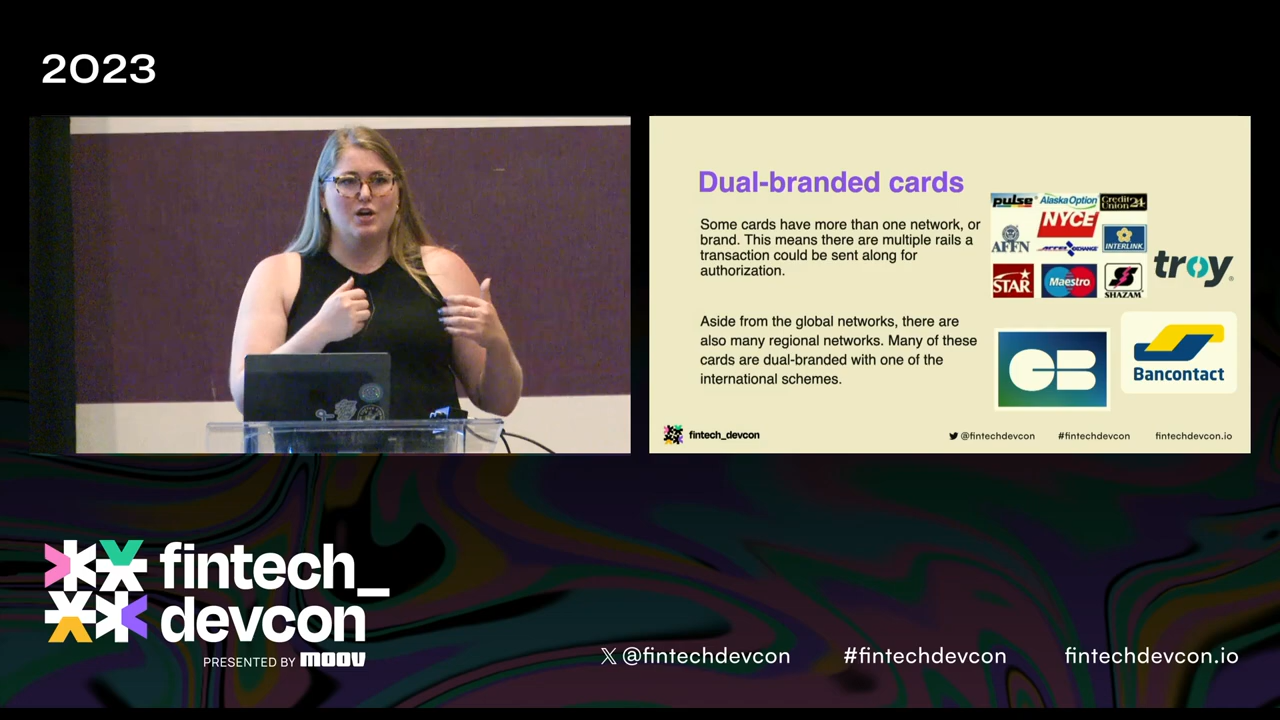 2023
Dual-branded cards
Some cards have more than one network, or
brand. This means there are multiple rails a
transaction could be sent along for
authorization.
Aside from the global networks, there are
also many regional networks. Many of these
cards are dual-branded with one of the
international schemes.
pulse
Alaska Option
Credit
Union 24
NYCE
AFFN
ACCEL
INTERLINK
STAR
Maestro
SHAZAM
troy
CB
Bancontact
fintech_devcon
@fintechdevcon
#fintechdevcon
fintechdevcon.io
fintech_
devcon
PRESENTED BY moov
@fintechdevcon
#fintechdevcon
fintechdevcon.io